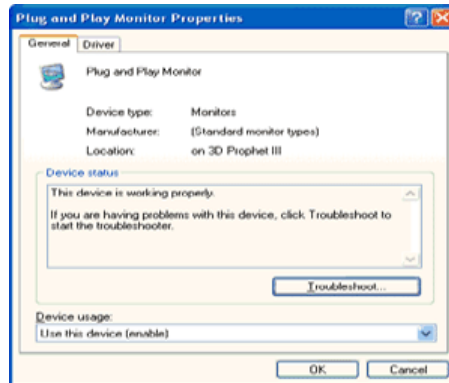 Plug and Play Monitor Properties
General Driver
Plug and Play Monitor
Device type: Monitors
Manufacturer: (Standard monitor types)
Location: on 3D Prophet III
Device status
This device is working properly.
If you are having problems with this device, click Troubleshoot to
start the troubleshooter.
Troubleshoot...
Device usage:
Use this device (enable)
OK Cancel